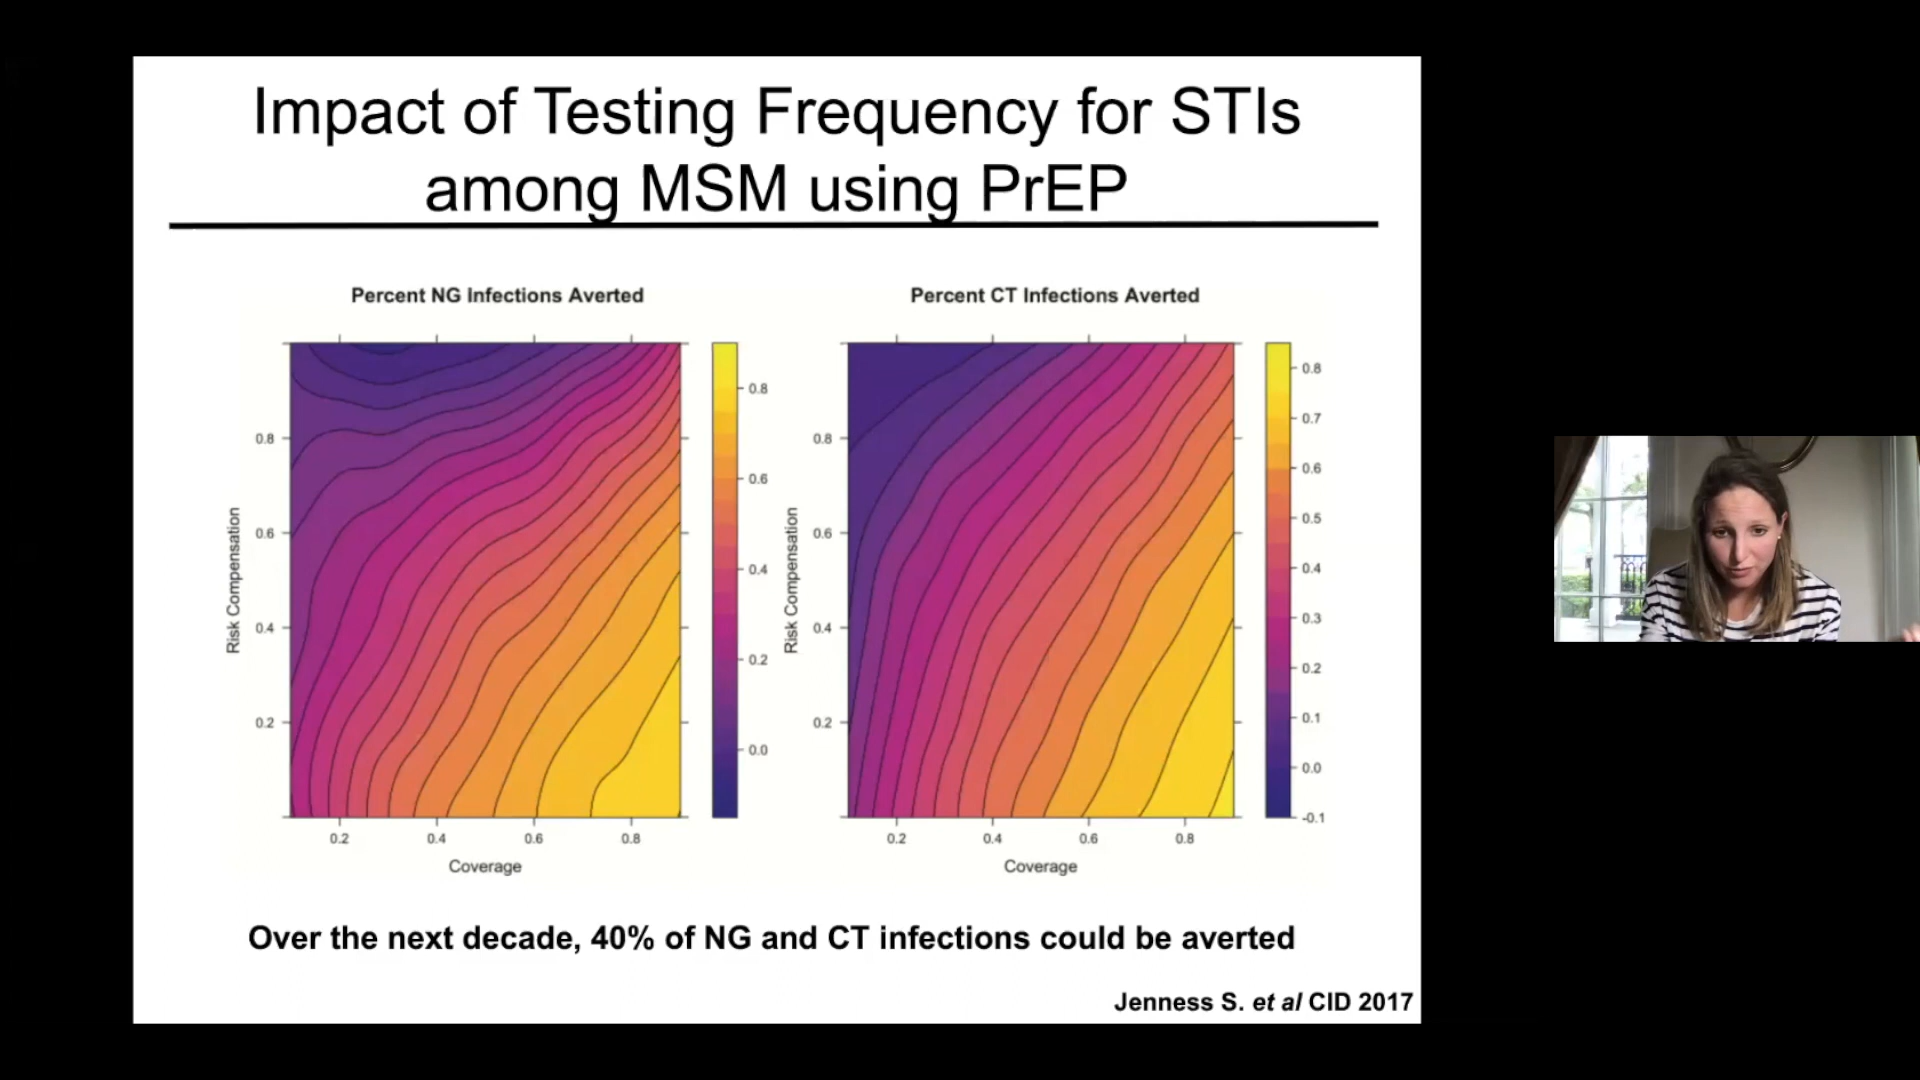 Impact of Testing Frequency for STIs
among MSM using PrEP
Percent NG Infections Averted
Risk Compensation
0.8
0.6
0.4
0.2
0.2 0.4 0.6 0.8
Coverage
0.8
0.6
0.4
0.2
0.0
Percent CT Infections Averted
Risk Compensation
0.8
0.6
0.4
0.2
0.2 0.4 0.6 0.8
Coverage
0.8
0.7
0.6
0.5
0.4
0.3
0.2
0.1
0.0
-0.1
Over the next decade, 40% of NG and CT infections could be averted
Jenness S. et al CID 2017